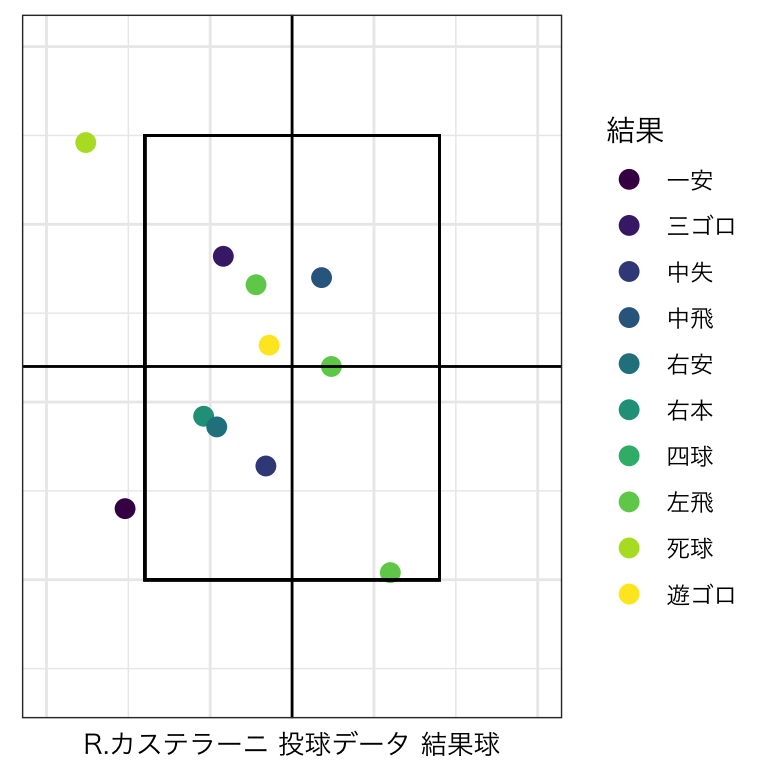 結果
一安
三ゴロ
中失
中飛
右安
右本
四球
左飛
死球
遊ゴロ
R.カステラーニ 投球データ 結果球